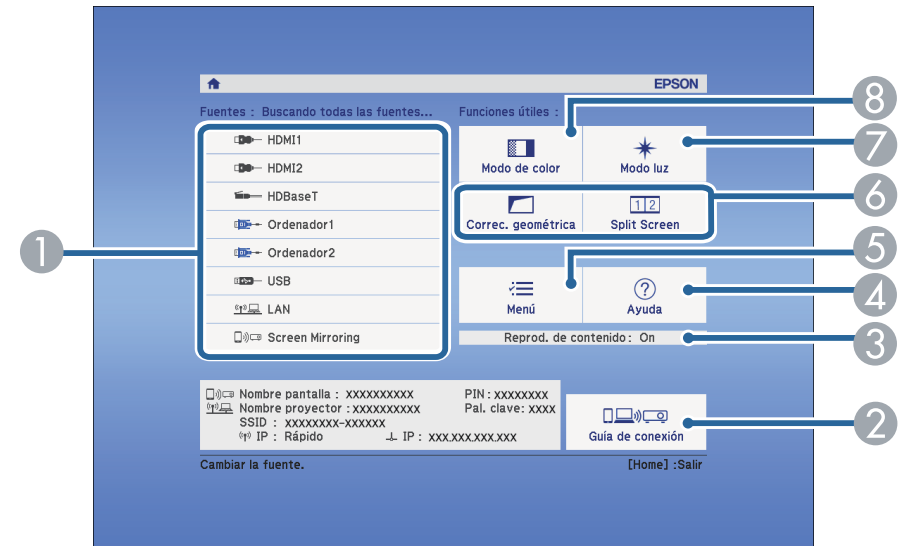 EPSON
Fuentes : Buscando todas las fuentes...
Funciones útiles :
HDMI1
HDMI2
HDBaseT
Ordenador1
Ordenador2
USB
LAN
Screen Mirroring
Modo de color
Modo luz
Correc. geométrica
1 2
Split Screen
Menú
?
Ayuda
Reprod. de contenido : On
Nombre pantalla : xxxxxxxxxx
PIN : xxxxxxxx
Nombre proyector : xxxxxxxxxx
Pal. clave: xxxx
SSID : xxxxxxxx-xxxxxx
IP : Rápido
IP : xxx.xxx.xxx.xxx
Guía de conexión
Cambiar la fuente.
[Home] :Salir
1
8
7
6
5
4
3
2